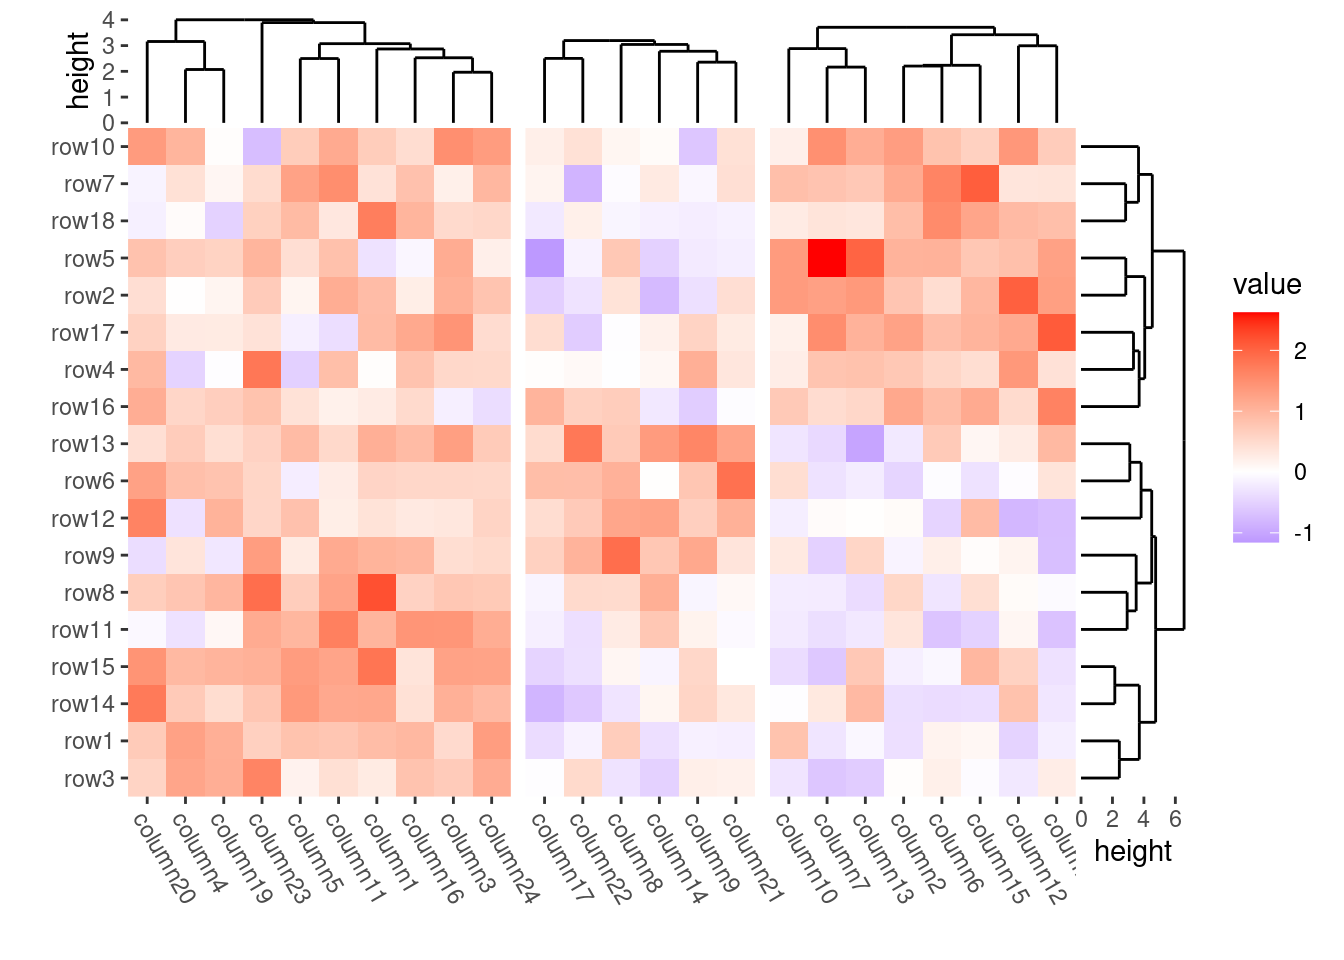 height
4
3
2
1
0
row10
row7
row18
row5
row2
row17
row4
row16
row13
row6
row12
row9
row8
row11
row15
row14
row1
row3
column20
column4
column19
column23
column5
column11
column1
column16
column3
column24
column17
column22
column8
column14
column9
column21
column10
column7
column13
column2
column6
column15
column12
colum
0 2 4 6
height
value
2
1
0
-1